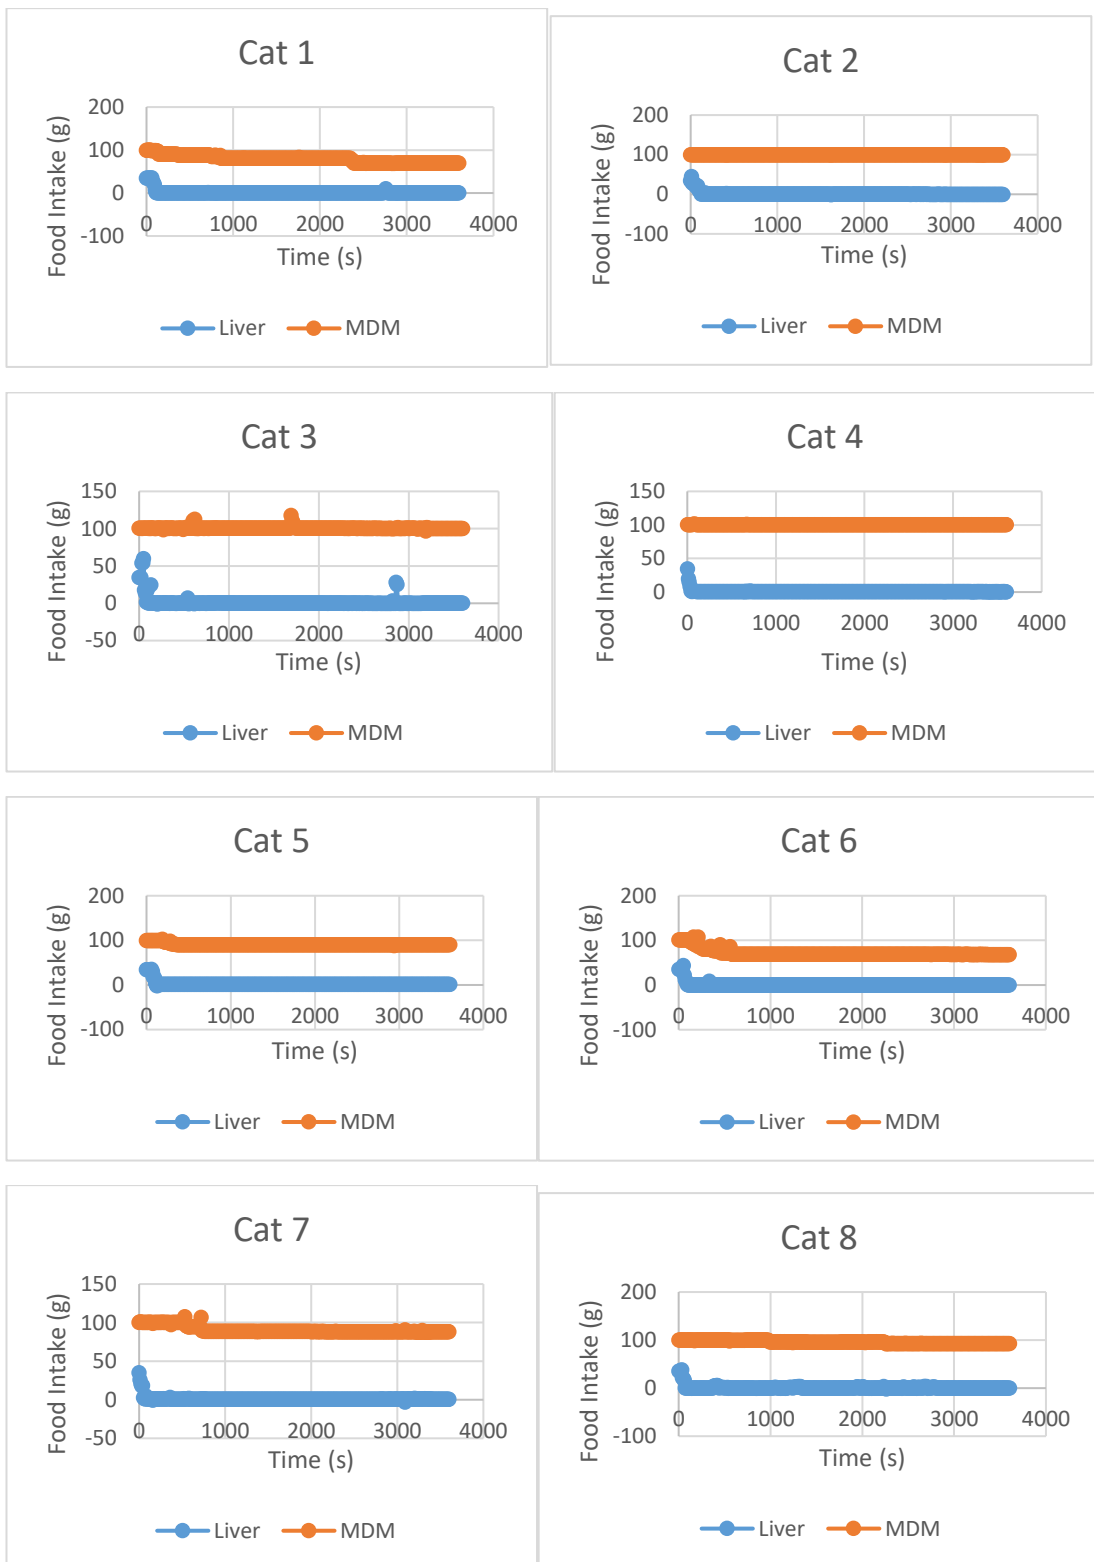 Cat 1
200
100
0
-100
0 1000 2000 3000 4000
Food Intake (g)
Time (s)
Liver MDM
Cat 2
200
100
0
-100
0 1000 2000 3000 4000
Food Intake (g)
Time (s)
Liver MDM
Cat 3
150
100
50
0
-50
0 1000 2000 3000 4000
Food Intake (g)
Time (s)
Liver MDM
Cat 4
150
100
50
0
0 1000 2000 3000 4000
Food Intake (g)
Time (s)
Liver MDM
Cat 5
200
100
0
-100
0 1000 2000 3000 4000
Food Intake (g)
Time (s)
Liver MDM
Cat 6
200
100
0
-100
0 1000 2000 3000 4000
Food Intake (g)
Time (s)
Liver MDM
Cat 7
150
100
50
0
-50
0 1000 2000 3000 4000
Food Intake (g)
Time (s)
Liver MDM
Cat 8
200
100
0
-100
0 1000 2000 3000 4000
Food Intake (g)
Time (s)
Liver MDM